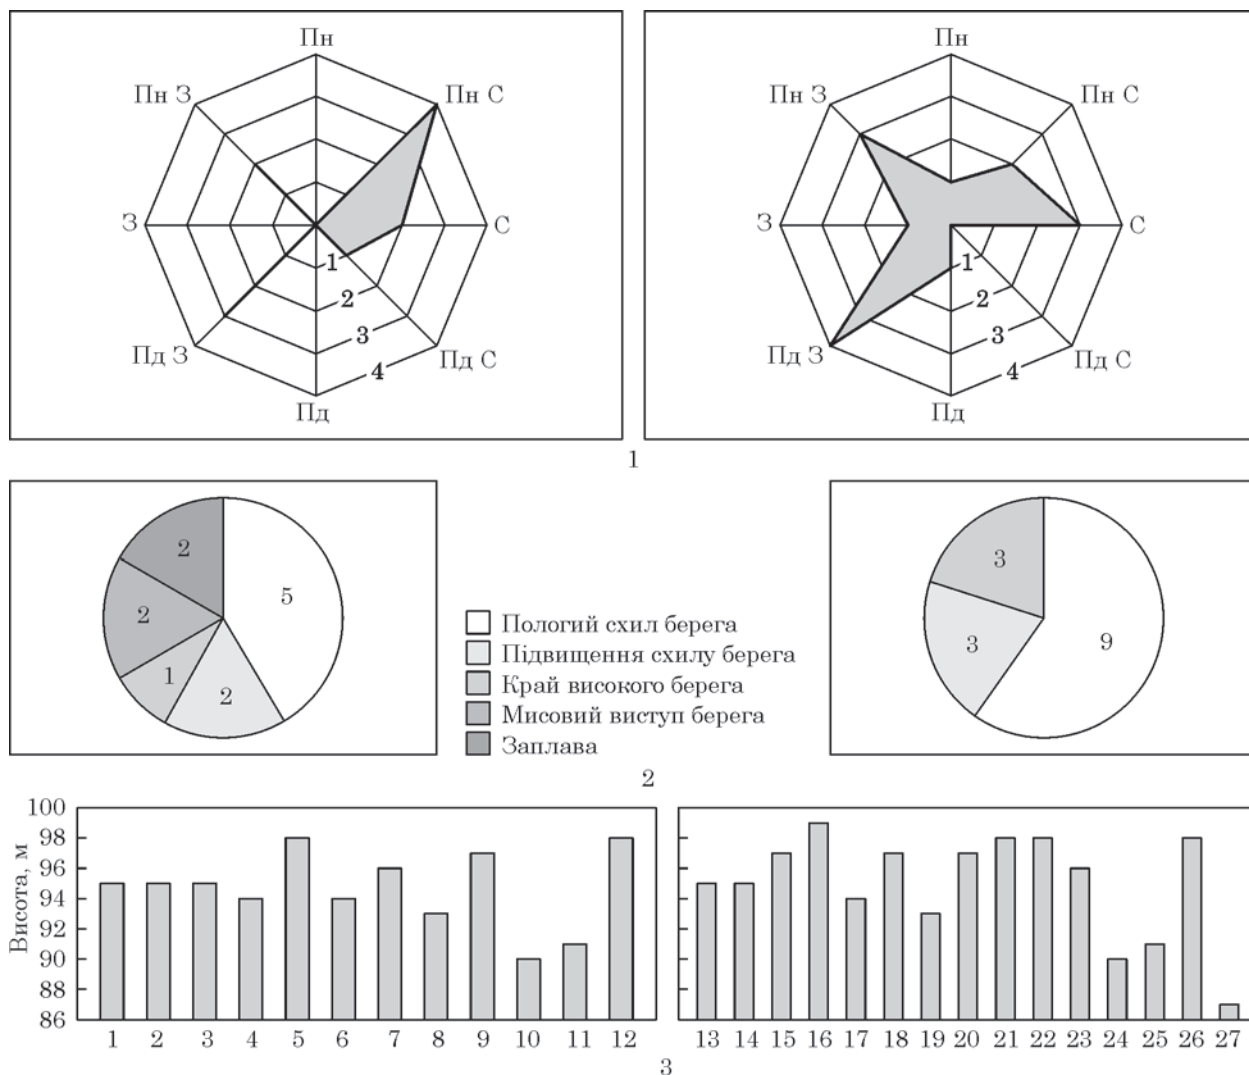 Пн
Пн З
Пн С
З
С
1
2
3
4
Пд З
Пд С
Пд
Пн
Пн З
Пн С
З
С
1
2
3
4
Пд З
Пд С
Пд
1
2
5
2
1
2
Пологий схил берега
Підвищення схилу берега
Край високого берега
Мисовий виступ берега
Заплава
3
3
9
2
Висота, м
100
98
96
94
92
90
88
86
1 2 3 4 5 6 7 8 9 10 11 12
13 14 15 16 17 18 19 20 21 22 23 24 25 26 27
3